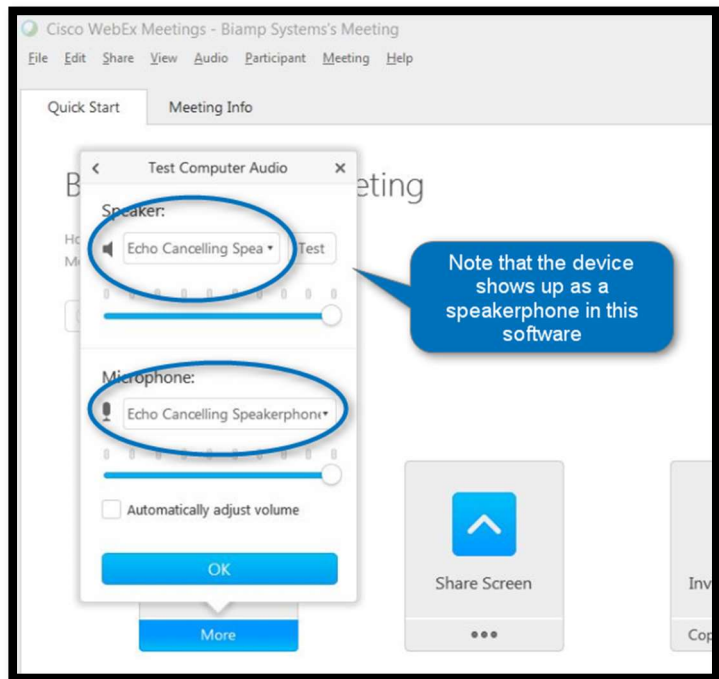 Cisco WebEx Meetings - Biamp Systems's Meeting
File Edit Share View Audio Participant Meeting Help
Quick Start Meeting Info
Test Computer Audio
B eting
Speaker:
Echo Cancelling Spea Test
Ho
Me
Note that the device
shows up as a
speakerphone in this
software
Microphone:
Echo Cancelling Speakerphone
Automatically adjust volume
OK
Share Screen
Inv
More
Cop